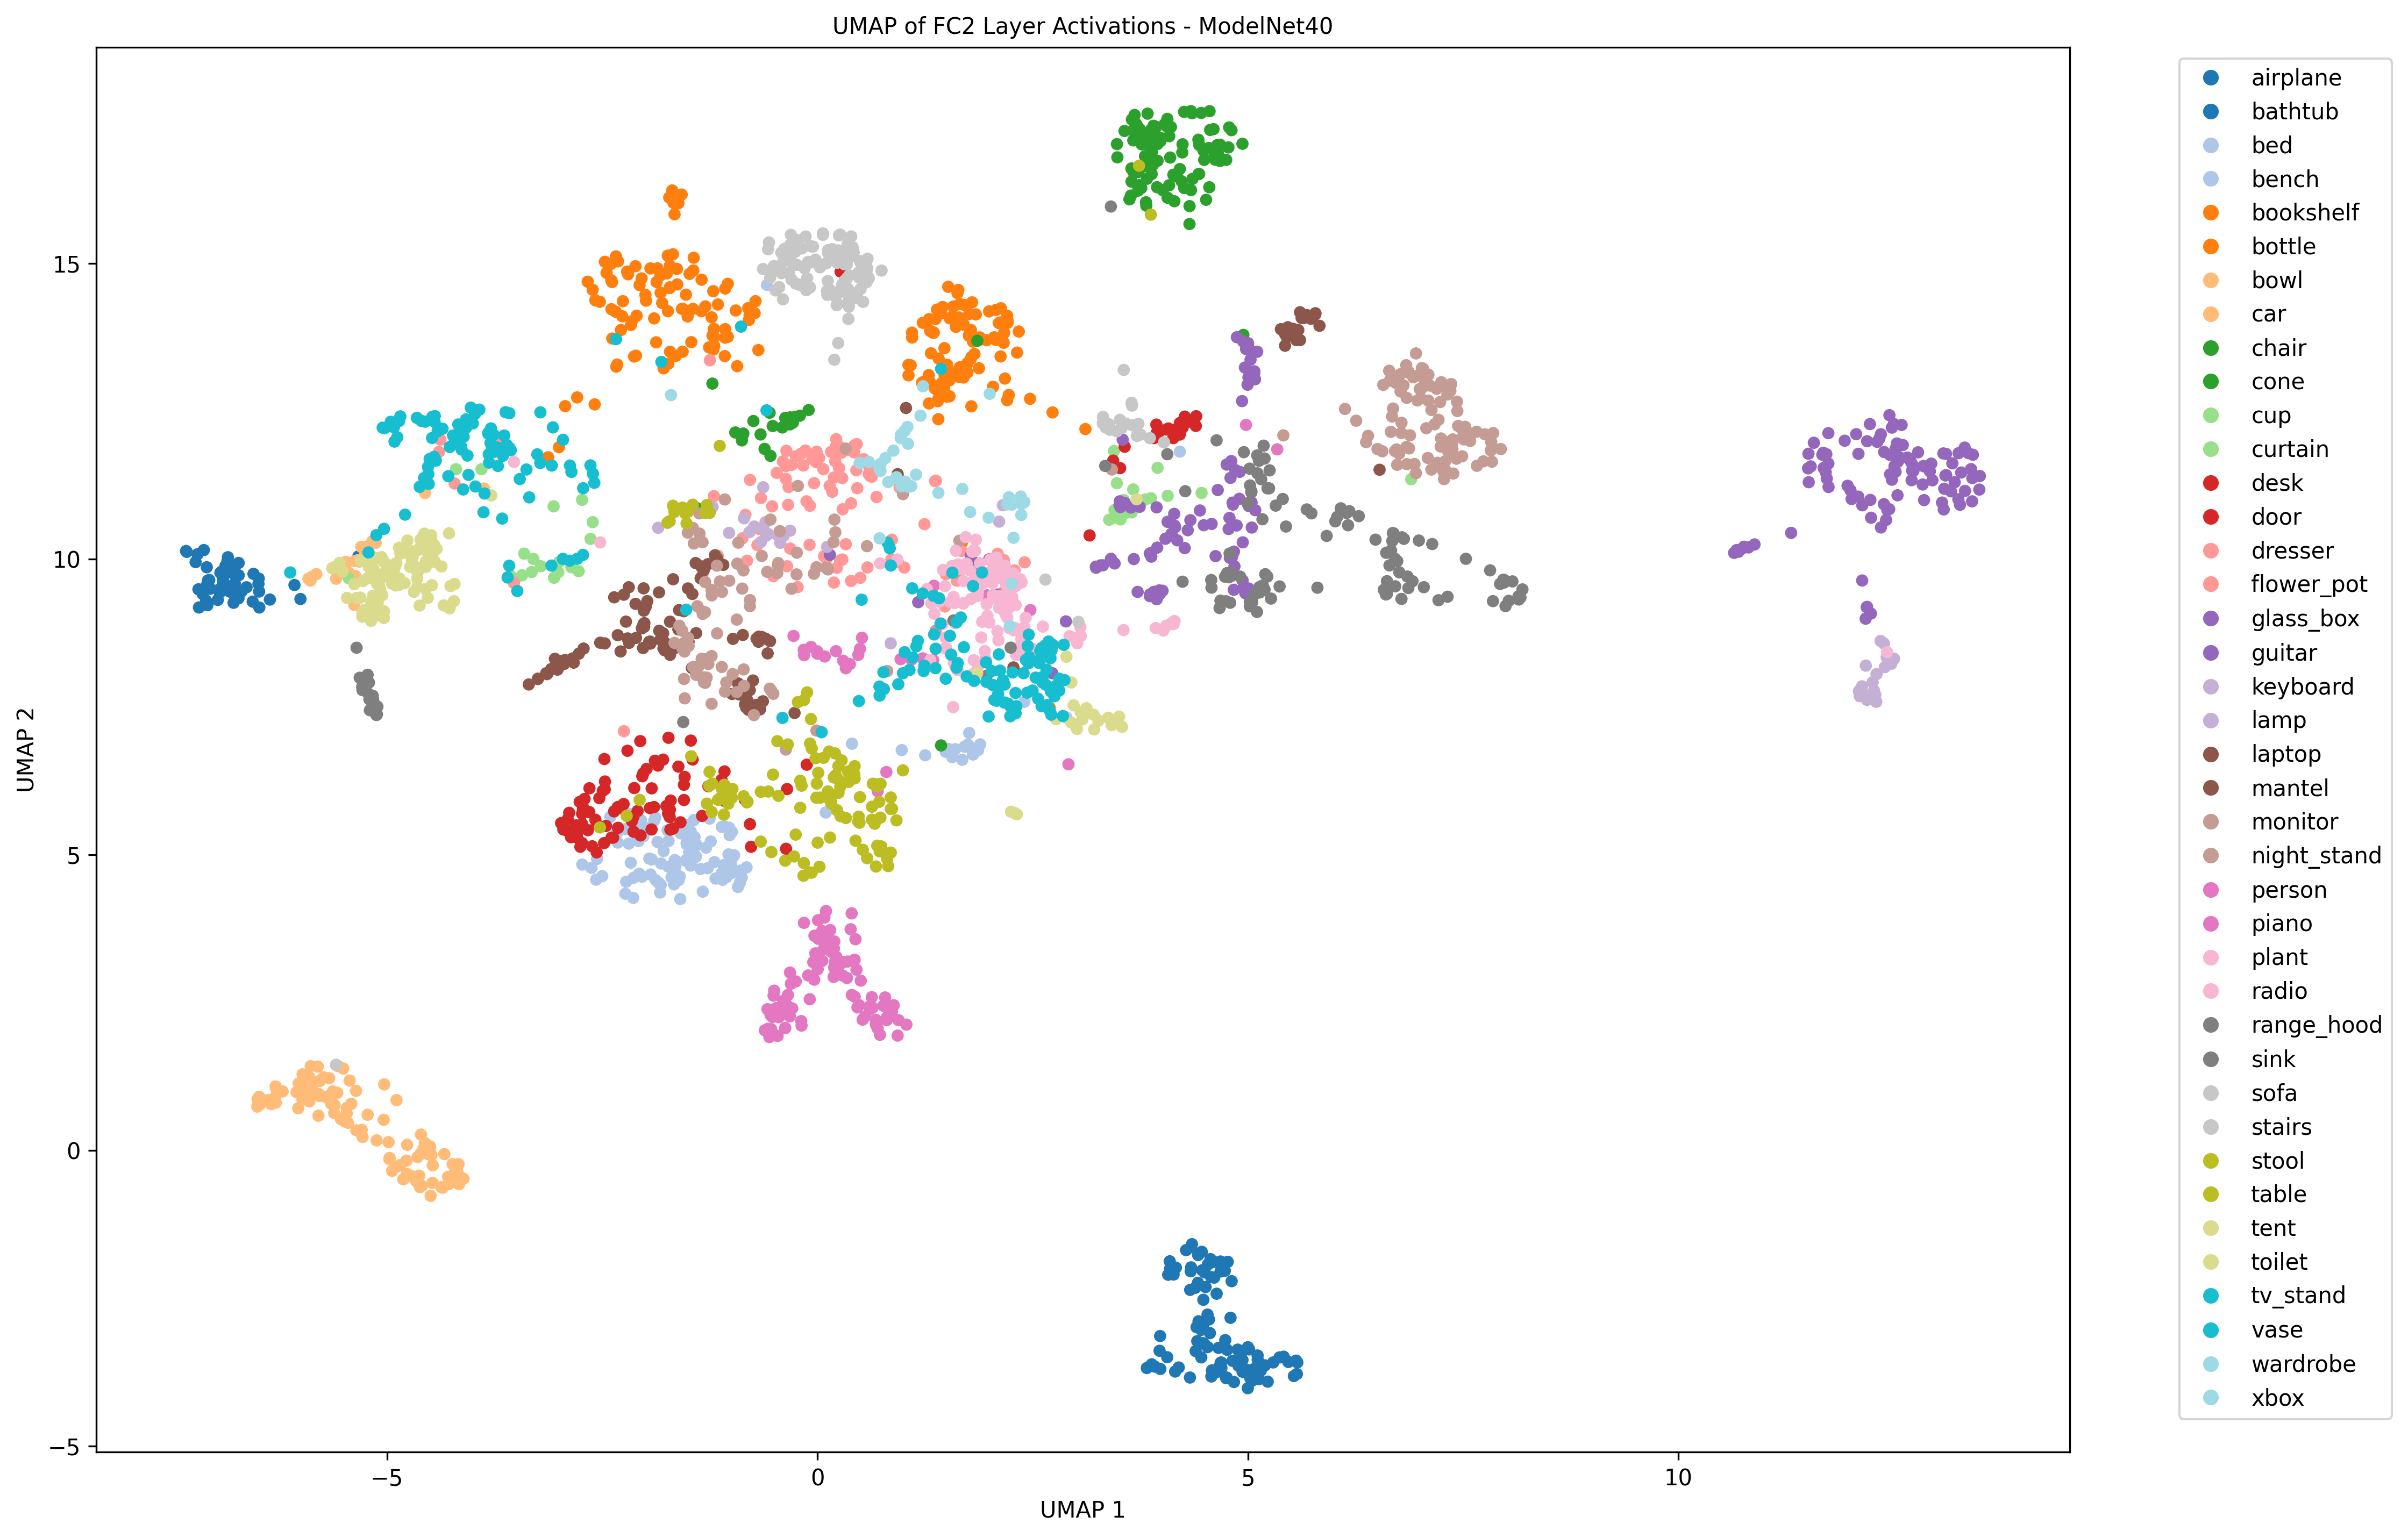 UMAP of FC2 Layer Activations - ModelNet40
15
10
5
0
−5
UMAP 2
−5
0
5
10
UMAP 1
airplane
bathtub
bed
bench
bookshelf
bottle
bowl
car
chair
cone
cup
curtain
desk
door
dresser
flower_pot
glass_box
guitar
keyboard
lamp
laptop
mantel
monitor
night_stand
person
piano
plant
radio
range_hood
sink
sofa
stairs
stool
table
tent
toilet
tv_stand
vase
wardrobe
xbox